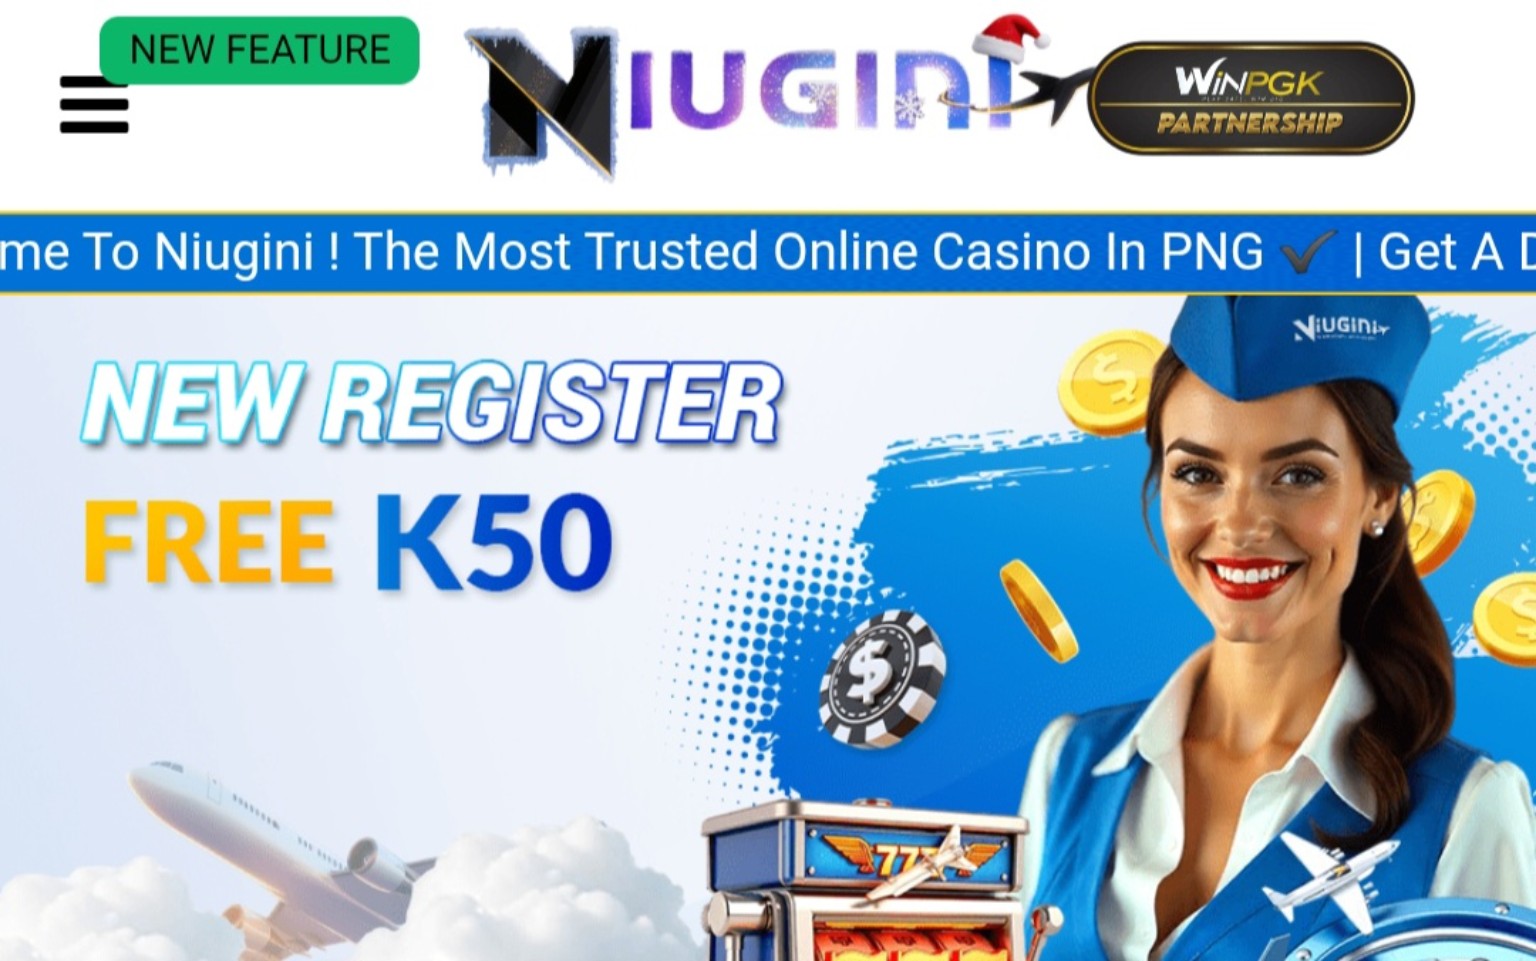 NEW FEATURE
NIUGINI
WINPGK
PARTNERSHIP
me To Niugini ! The Most Trusted Online Casino In PNG ✔ | Get A D
NEW REGISTER
FREE K50
NIUGINI
777